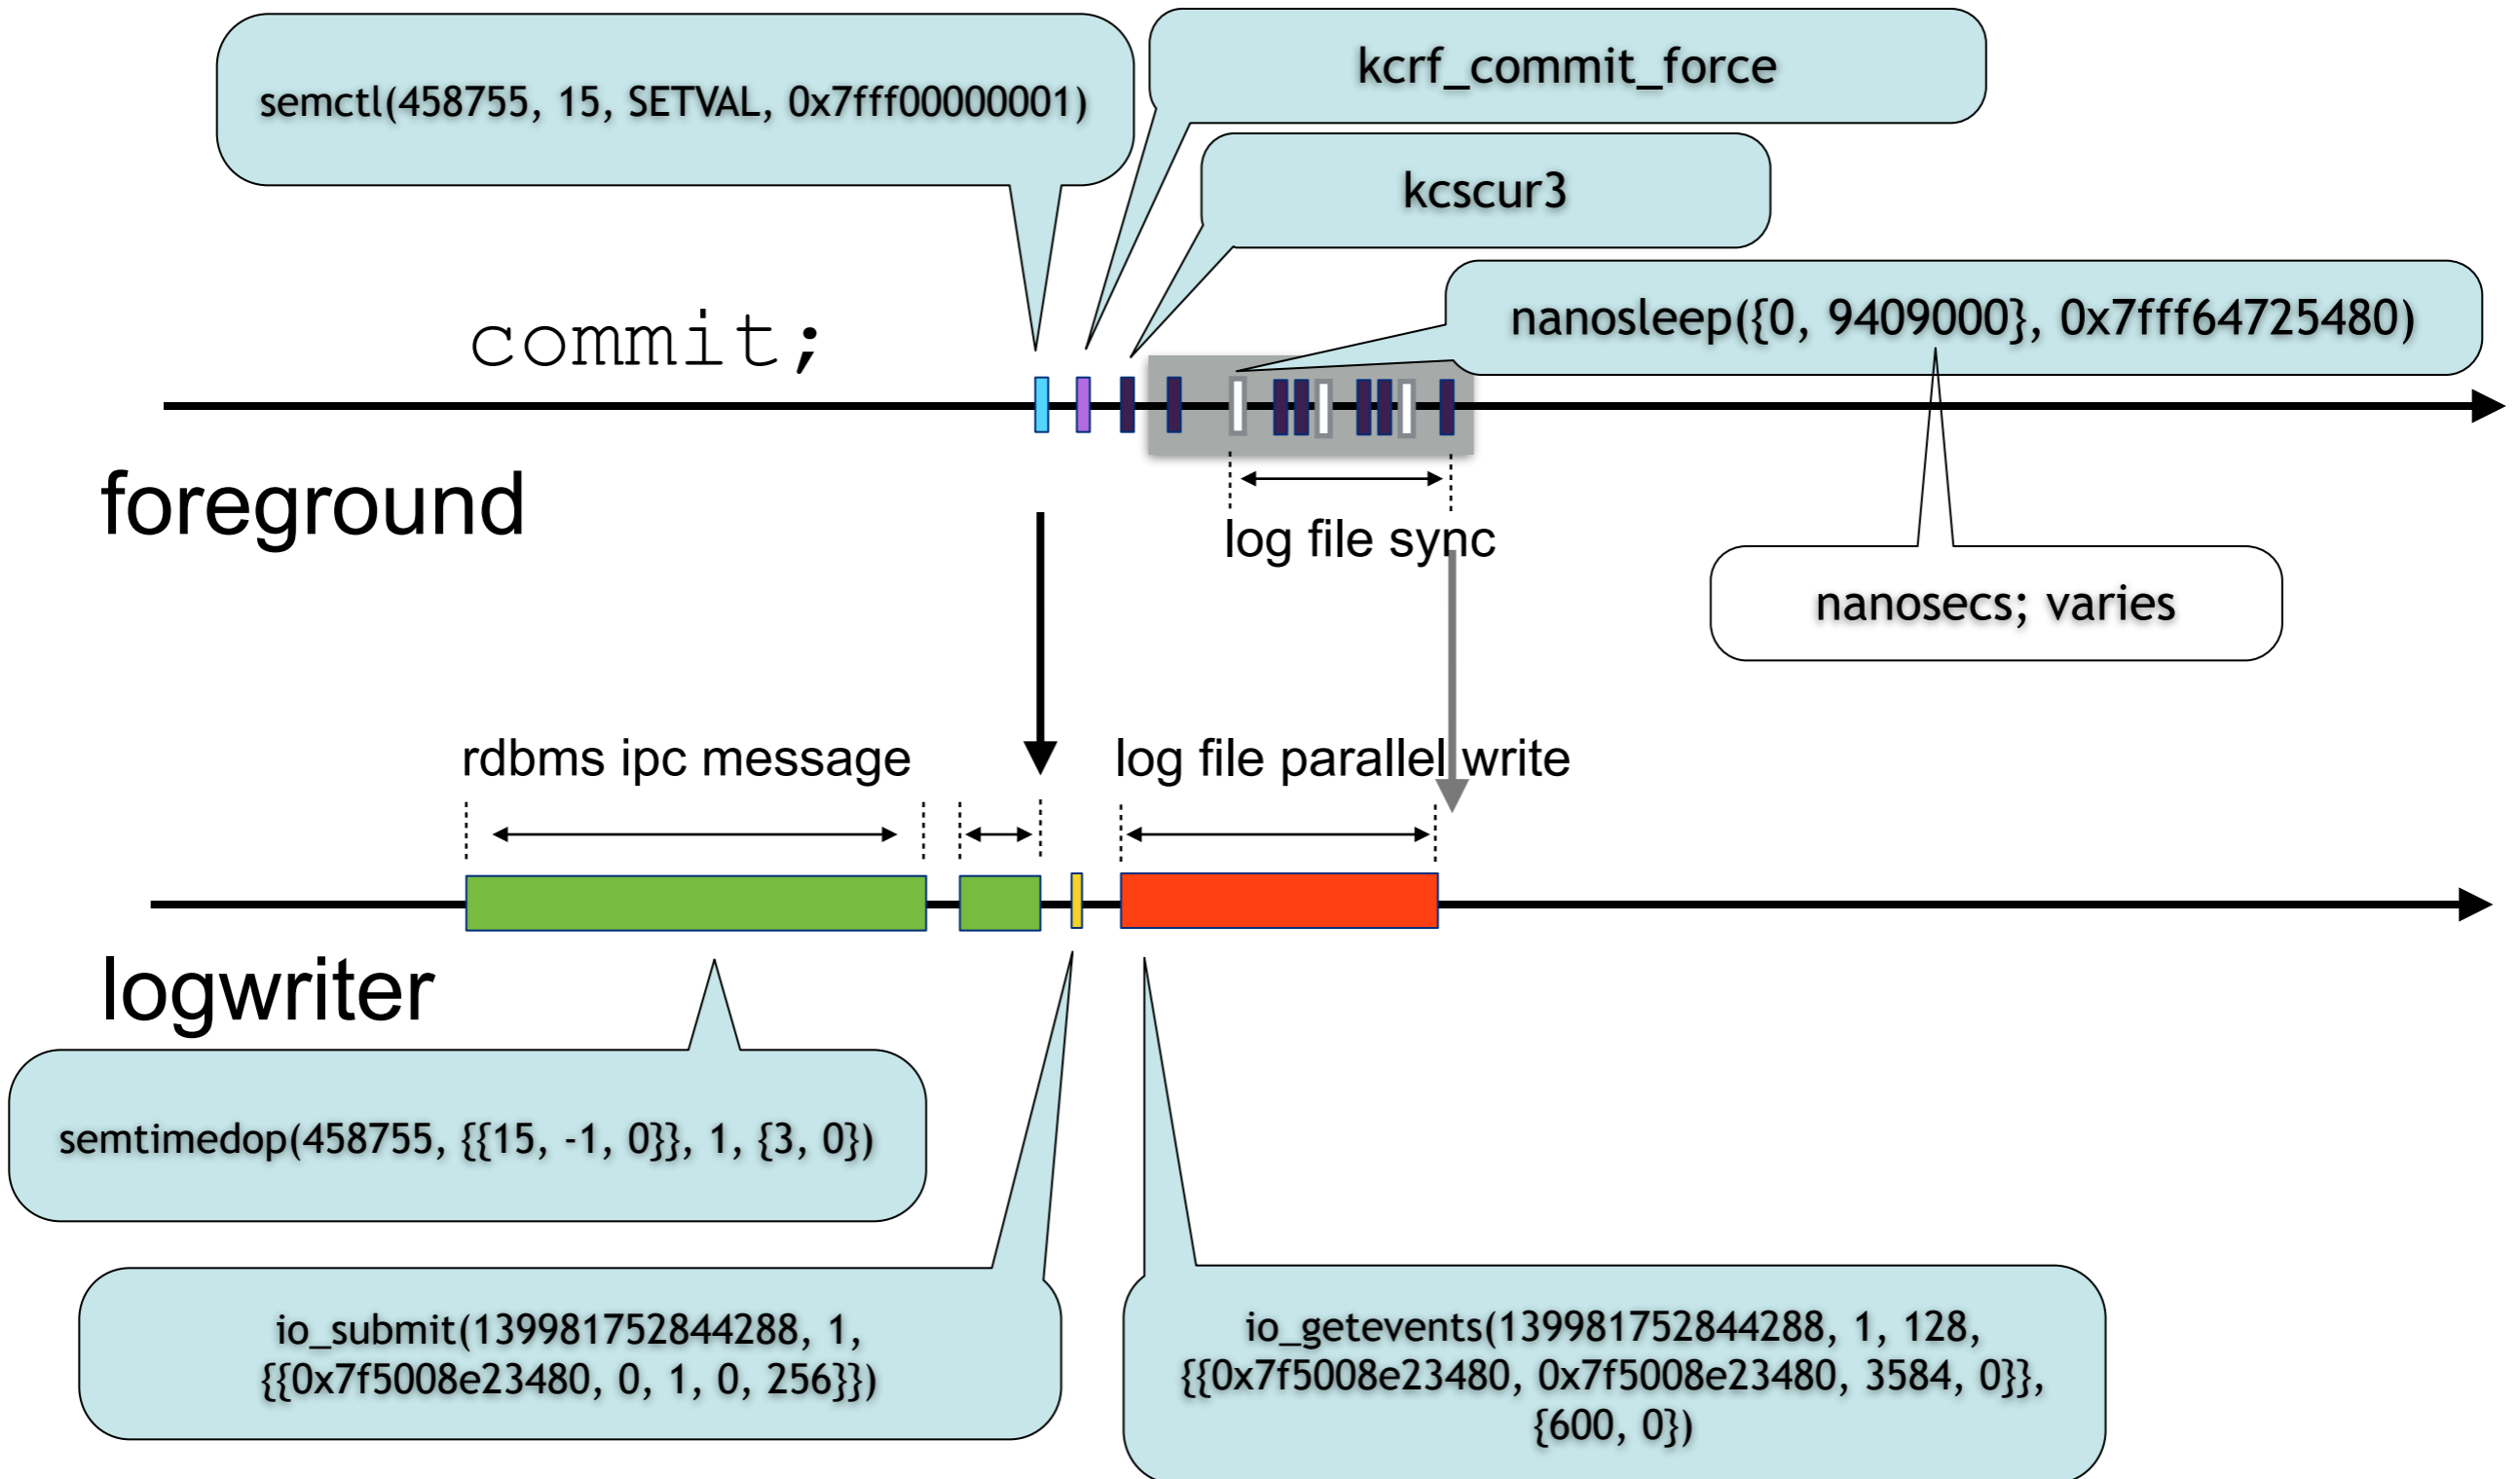 semctl(458755, 15, SETVAL, 0x7fff00000001)
kcrf_commit_force
kcscur3
nanosleep({0, 9409000}, 0x7fff64725480)
commit;
foreground
log file sync
nanosecs; varies
rdbms ipc message
log file parallel write
logwriter
semtimedop(458755, {{15, -1, 0}}, 1, {3, 0})
io_submit(139981752844288, 1,
{{0x7f5008e23480, 0, 1, 0, 256}})
io_getevents(139981752844288, 1, 128,
{{0x7f5008e23480, 0x7f5008e23480, 3584, 0}},
{600, 0})